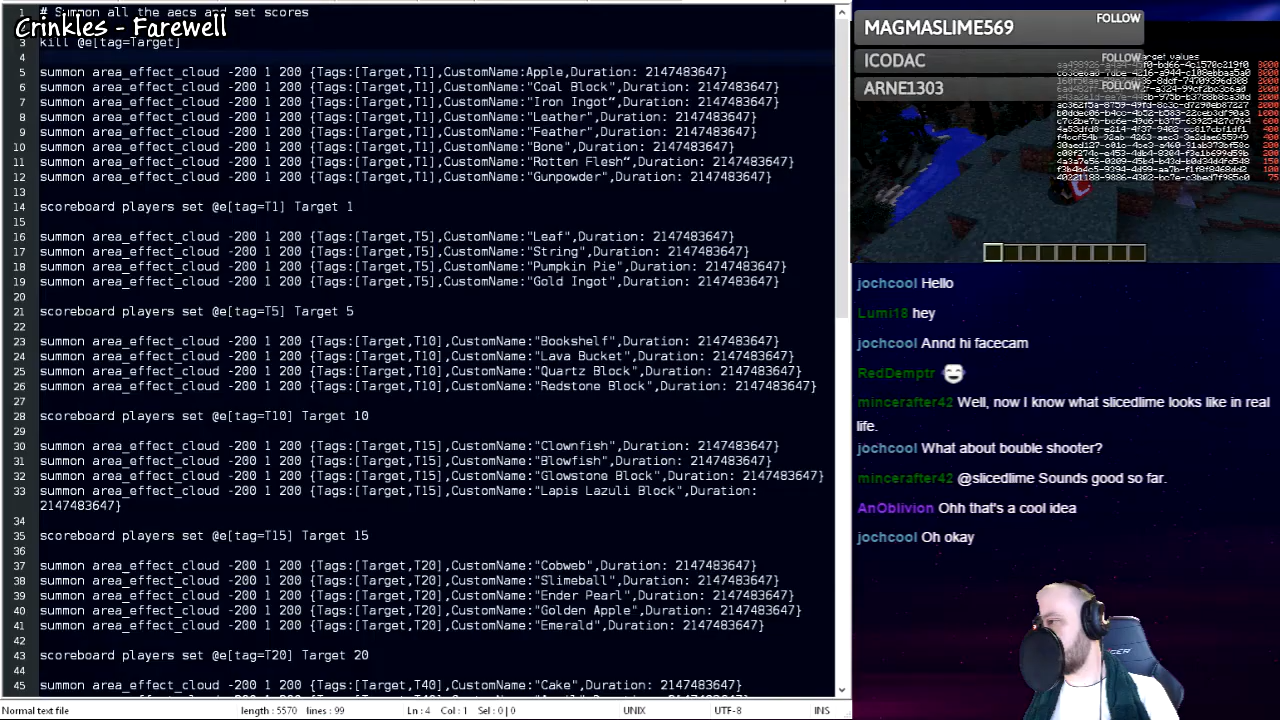 # Summon all the aecs and set scores
Crinkles - Farewell
kill @e[tag=Target]
summon area_effect_cloud -200 1 200 {Tags:[Target,T1],CustomName:Apple,Duration: 2147483647}
summon area_effect_cloud -200 1 200 {Tags:[Target,T1],CustomName:"Coal Block",Duration: 2147483647}
summon area_effect_cloud -200 1 200 {Tags:[Target,T1],CustomName:"Iron Ingot",Duration: 2147483647}
summon area_effect_cloud -200 1 200 {Tags:[Target,T1],CustomName:"Leather",Duration: 2147483647}
summon area_effect_cloud -200 1 200 {Tags:[Target,T1],CustomName:"Feather",Duration: 2147483647}
summon area_effect_cloud -200 1 200 {Tags:[Target,T1],CustomName:"Bone",Duration: 2147483647}
summon area_effect_cloud -200 1 200 {Tags:[Target,T1],CustomName:"Rotten Flesh",Duration: 2147483647}
summon area_effect_cloud -200 1 200 {Tags:[Target,T1],CustomName:"Gunpowder",Duration: 2147483647}
scoreboard players set @e[tag=T1] Target 1
summon area_effect_cloud -200 1 200 {Tags:[Target,T5],CustomName:"Leaf",Duration: 2147483647}
summon area_effect_cloud -200 1 200 {Tags:[Target,T5],CustomName:"String",Duration: 2147483647}
summon area_effect_cloud -200 1 200 {Tags:[Target,T5],CustomName:"Pumpkin Pie",Duration: 2147483647}
summon area_effect_cloud -200 1 200 {Tags:[Target,T5],CustomName:"Gold Ingot",Duration: 2147483647}
scoreboard players set @e[tag=T5] Target 5
summon area_effect_cloud -200 1 200 {Tags:[Target,T10],CustomName:"Bookshelf",Duration: 2147483647}
summon area_effect_cloud -200 1 200 {Tags:[Target,T10],CustomName:"Lava Bucket",Duration: 2147483647}
summon area_effect_cloud -200 1 200 {Tags:[Target,T10],CustomName:"Quartz Block",Duration: 2147483647}
summon area_effect_cloud -200 1 200 {Tags:[Target,T10],CustomName:"Redstone Block",Duration: 2147483647}
scoreboard players set @e[tag=T10] Target 10
summon area_effect_cloud -200 1 200 {Tags:[Target,T15],CustomName:"Clownfish",Duration: 2147483647}
summon area_effect_cloud -200 1 200 {Tags:[Target,T15],CustomName:"Blowfish",Duration: 2147483647}
summon area_effect_cloud -200 1 200 {Tags:[Target,T15],CustomName:"Glowstone Block",Duration: 2147483647}
summon area_effect_cloud -200 1 200 {Tags:[Target,T15],CustomName:"Lapis Lazuli Block",Duration:
2147483647}
scoreboard players set @e[tag=T15] Target 15
summon area_effect_cloud -200 1 200 {Tags:[Target,T20],CustomName:"Cobweb",Duration: 2147483647}
summon area_effect_cloud -200 1 200 {Tags:[Target,T20],CustomName:"Slimeball",Duration: 2147483647}
summon area_effect_cloud -200 1 200 {Tags:[Target,T20],CustomName:"Ender Pearl",Duration: 2147483647}
summon area_effect_cloud -200 1 200 {Tags:[Target,T20],CustomName:"Golden Apple",Duration: 2147483647}
summon area_effect_cloud -200 1 200 {Tags:[Target,T20],CustomName:"Emerald",Duration: 2147483647}
scoreboard players set @e[tag=T20] Target 20
summon area_effect_cloud -200 1 200 {Tags:[Target,T40],CustomName:"Cake",Duration: 2147483647}
Normal text file length : 5570 lines : 99 Ln : 4 Col : 1 Sel : 0 | 0 UNIX UTF-8 INS
MAGMASLIME569 FOLLOW
ICODAC FOLLOW
ARNE1303 FOLLOW
jochcool Hello
Lumi18 hey
jochcool Annd hi facecam
RedDemptr
mincerafter42 Well, now I know what slicedlime looks like in real
life.
jochcool What about bouble shooter?
mincerafter42 @slicedlime Sounds good so far.
AnOblivion Ohh that's a cool idea
jochcool Oh okay